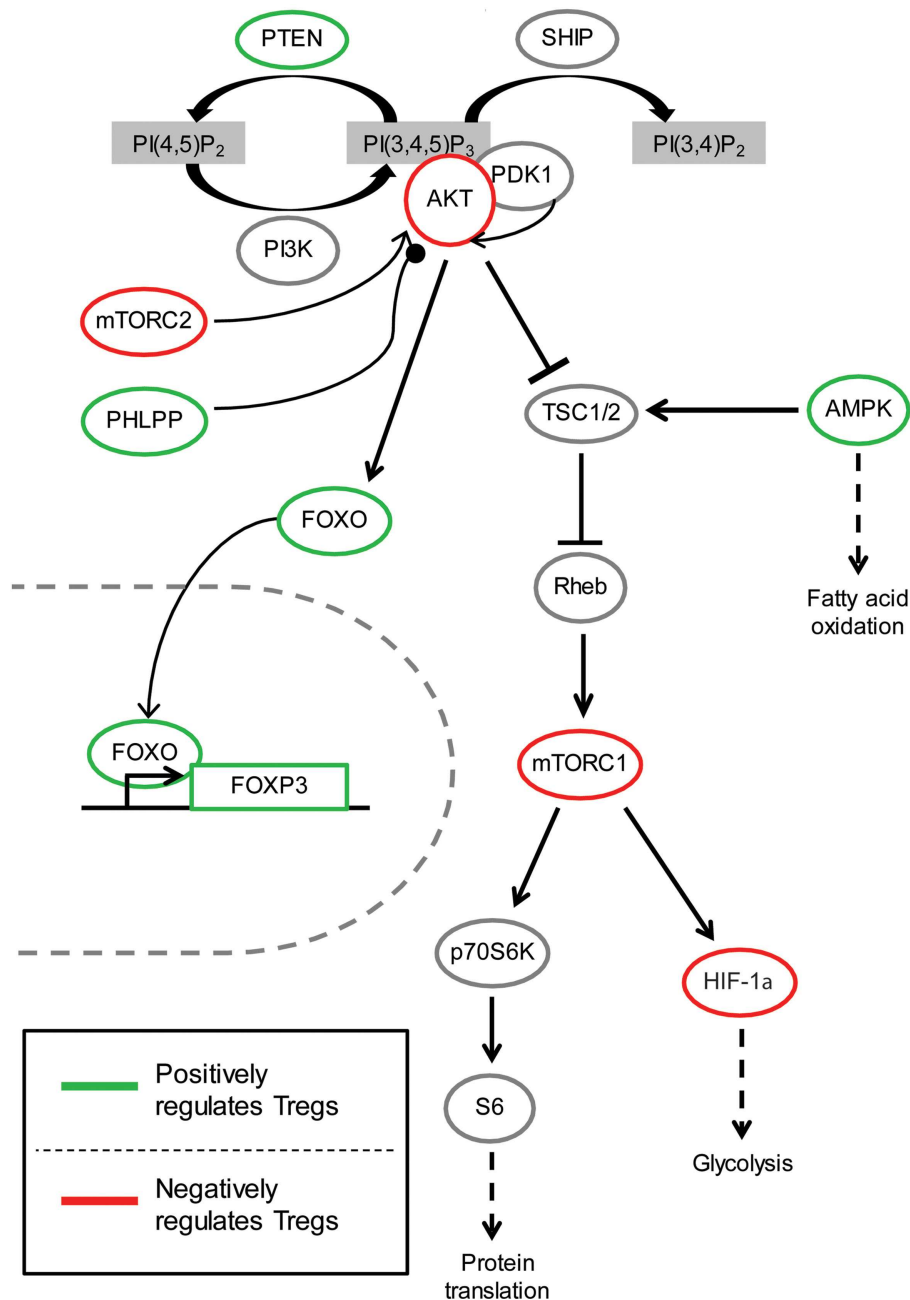 PTEN
SHIP
PI(4,5)P2
PI(3,4,5)P3
PI(3,4)P2
PDK1
AKT
PI3K
mTORC2
PHLPP
TSC1/2
AMPK
FOXO
Rheb
Fatty acid
oxidation
FOXO
FOXP3
mTORC1
p70S6K
HIF-1a
S6
Glycolysis
Protein
translation
Positively
regulates Tregs
Negatively
regulates Tregs